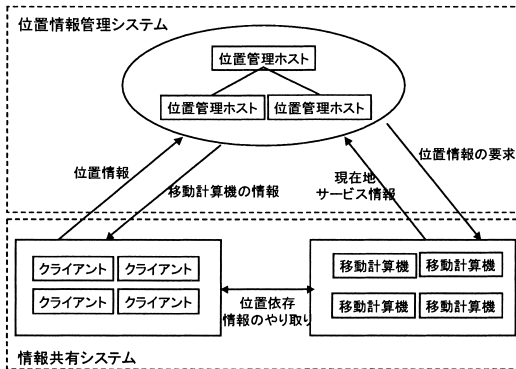 位置情報管理システム
位置管理ホスト
位置管理ホスト
位置管理ホスト
位置情報
移動計算機の情報
現在地
サービス情報
位置情報の要求
クライアント
クライアント
クライアント
クライアント
位置依存
情報のやり取り
移動計算機
移動計算機
移動計算機
移動計算機
情報共有システム